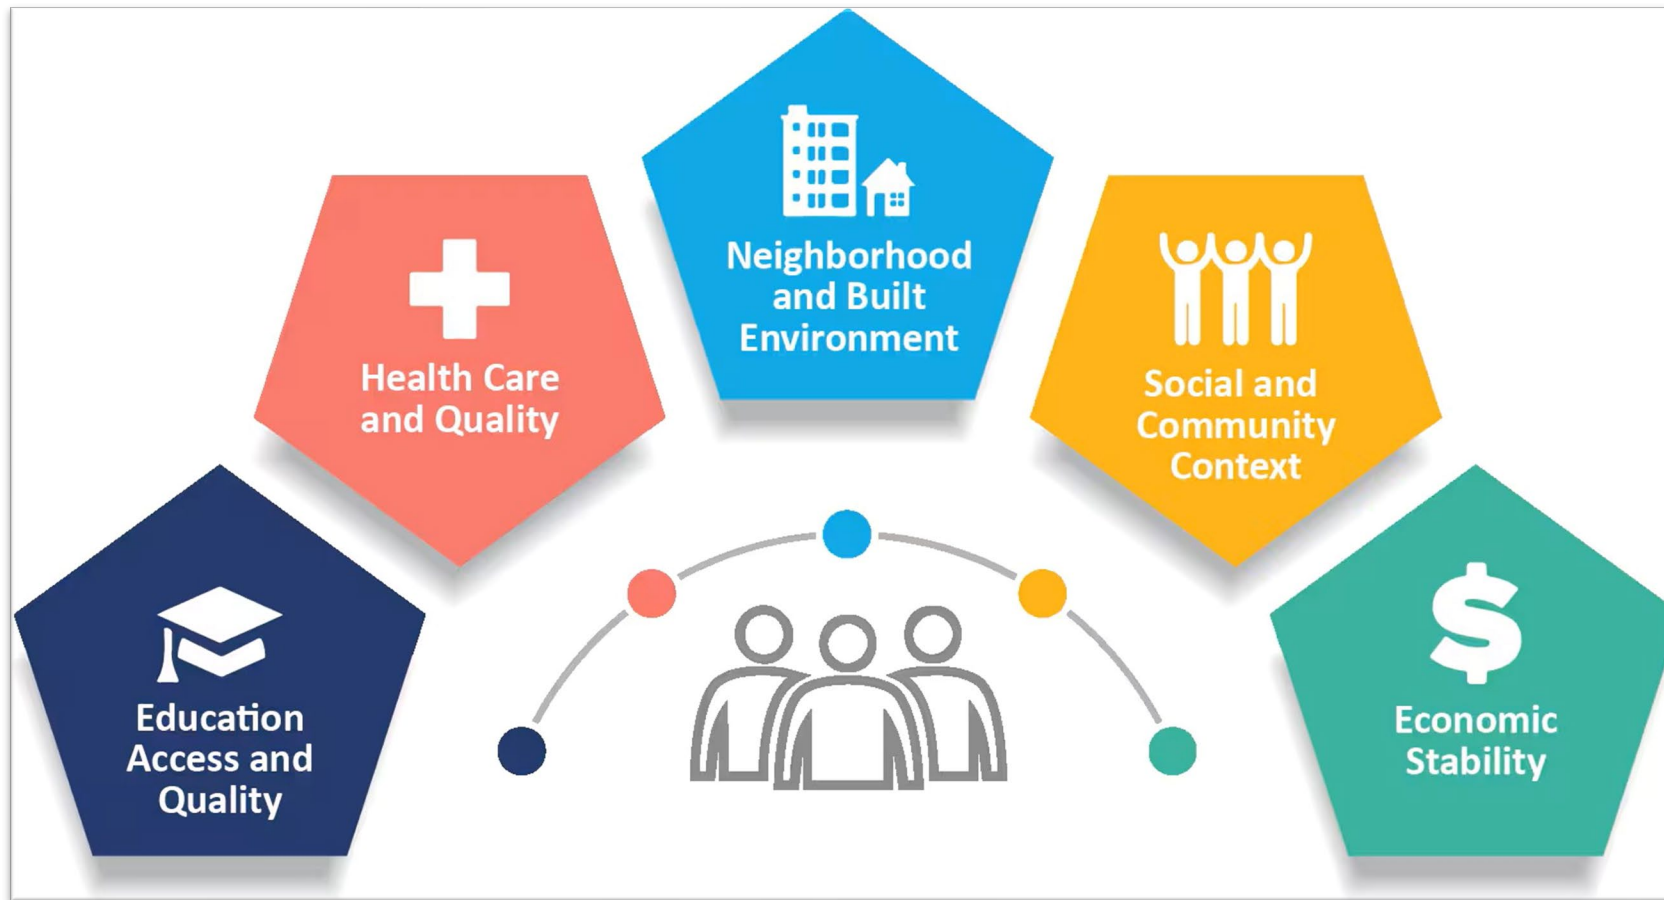 Neighborhood
and Built
Environment
Health Care
and Quality
Social and
Community
Context
Education
Access and
Quality
$
Economic
Stability